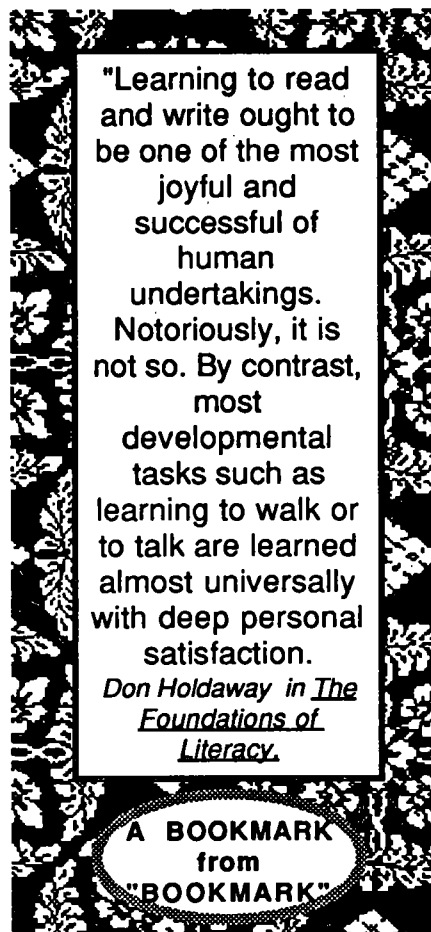 "Learning to read
and write ought to
be one of the most
joyful and
successful of
human
undertakings.
Notoriously, it is
not so. By contrast,
most
developmental
tasks such as
learning to walk or
to talk are learned
almost universally
with deep personal
satisfaction.
Don Holdaway in The
Foundations of
Literacy.
A BOOKMARK
from
"BOOKMARK"